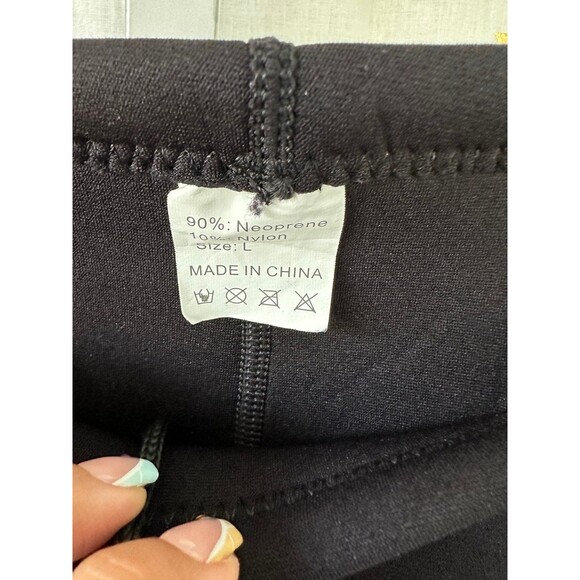 90%: Neoprene
10% Nylon
Size: L
MADE IN CHINA